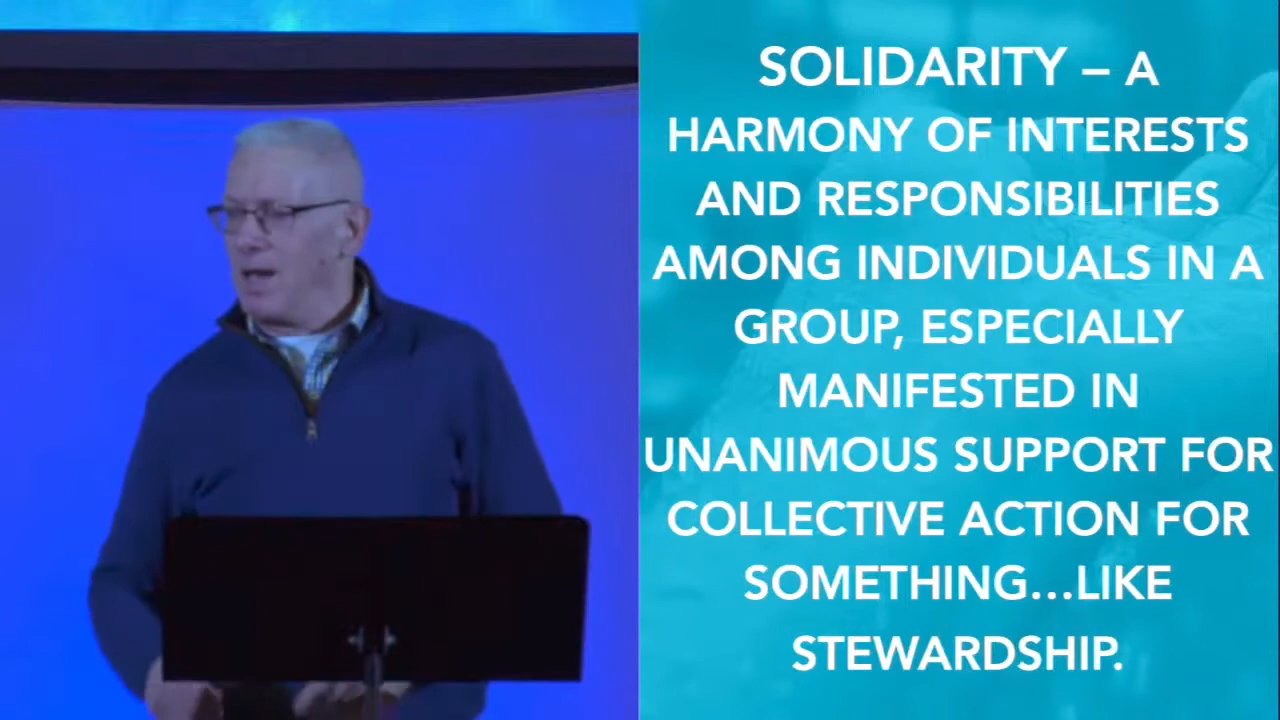 SOLIDARITY – A
HARMONY OF INTERESTS
AND RESPONSIBILITIES
AMONG INDIVIDUALS IN A
GROUP, ESPECIALLY
MANIFESTED IN
UNANIMOUS SUPPORT FOR
COLLECTIVE ACTION FOR
SOMETHING...LIKE
STEWARDSHIP.